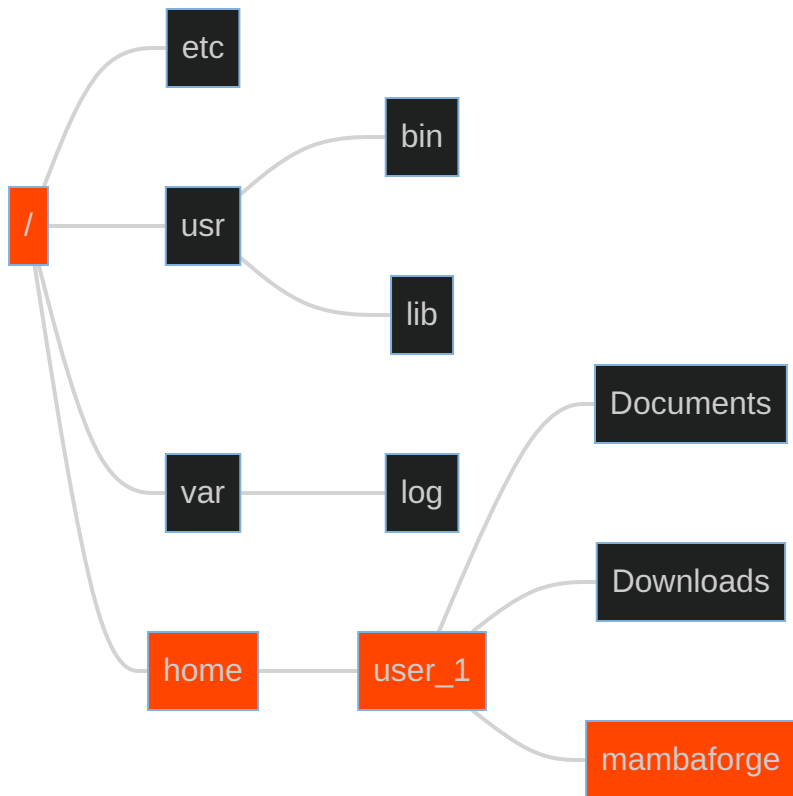 etc
bin
/
usr
lib
Documents
var
log
Downloads
home
user_1
mambaforge